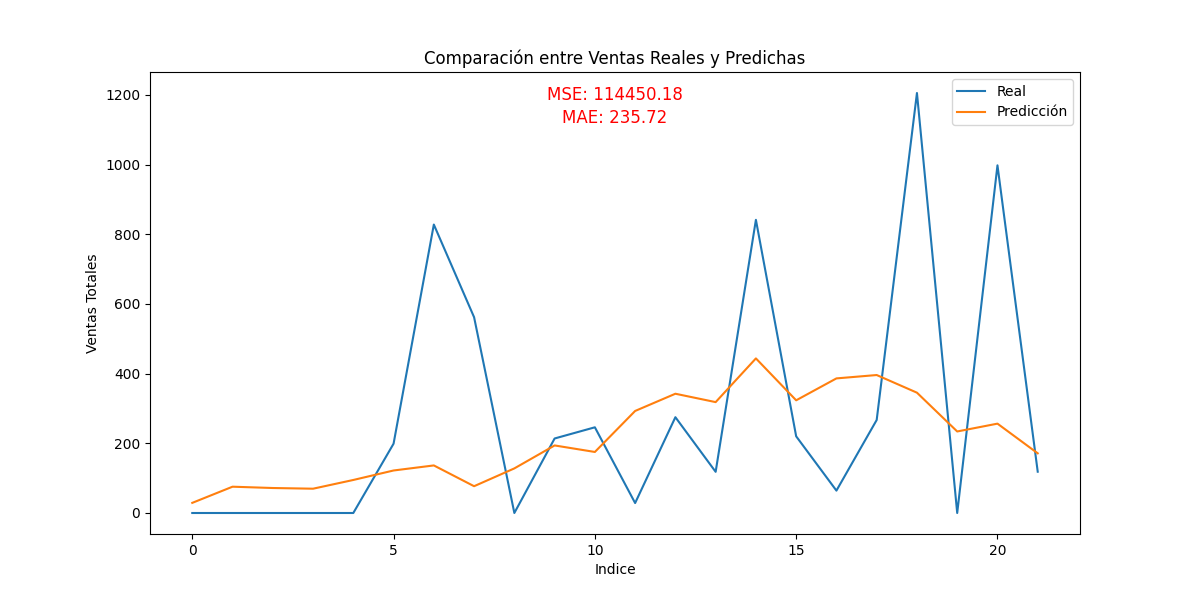 Comparación entre Ventas Reales y Predichas
MSE: 114450.18
MAE: 235.72
Real
Predicción
Ventas Totales
1200
1000
800
600
400
200
0
0
5
10
15
20
Indice